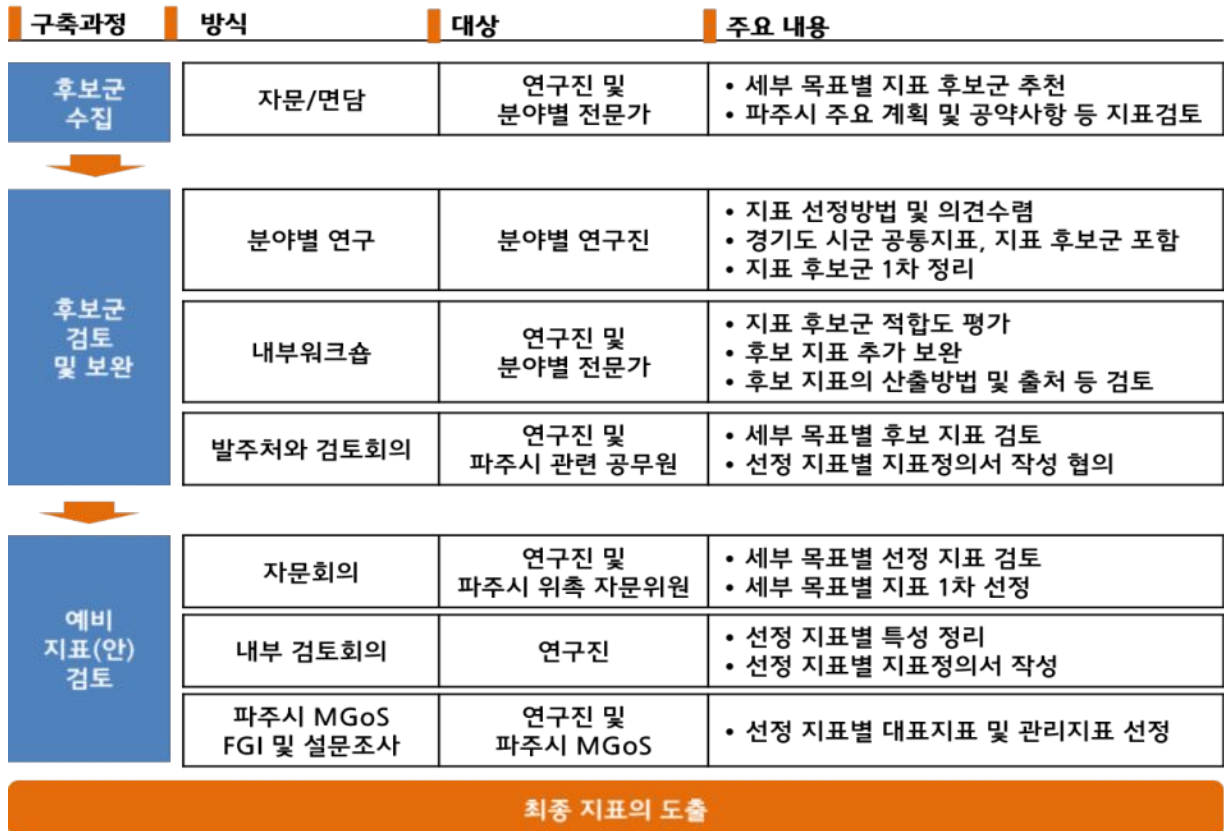 구축과정
방식
대상
주요 내용
후보군
수집
자문/면담
연구진 및
분야별 전문가
• 세부 목표별 지표 후보군 추천
• 파주시 주요 계획 및 공약사항 등 지표검토
후보군
검토
및 보완
분야별 연구
분야별 연구진
• 지표 선정방법 및 의견수렴
• 경기도 시군 공통지표, 지표 후보군 포함
• 지표 후보군 1차 정리
내부워크숍
연구진 및
분야별 전문가
• 지표 후보군 적합도 평가
• 후보 지표 추가 보완
• 후보 지표의 산출방법 및 출처 등 검토
발주처와 검토회의
연구진 및
파주시 관련 공무원
• 세부 목표별 후보 지표 검토
• 선정 지표별 지표정의서 작성 협의
예비
지표(안)
검토
자문회의
연구진 및
파주시 위촉 자문위원
• 세부 목표별 선정 지표 검토
• 세부 목표별 지표 1차 선정
내부 검토회의
연구진
• 선정 지표별 특성 정리
• 선정 지표별 지표정의서 작성
파주시 MGoS
FGI 및 설문조사
연구진 및
파주시 MGoS
• 선정 지표별 대표지표 및 관리지표 선정
최종 지표의 도출